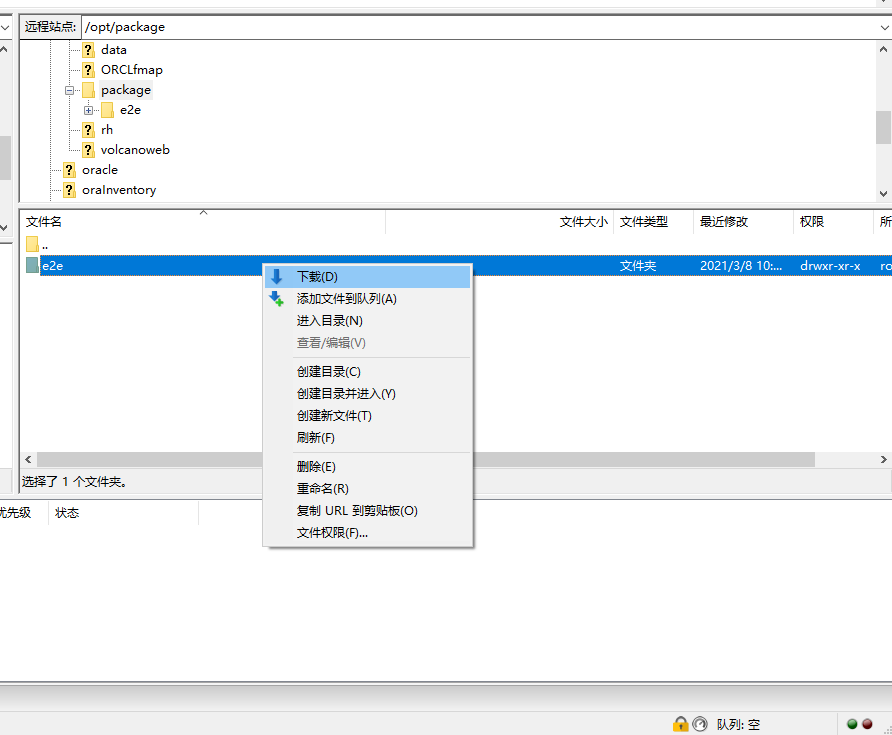 远程站点: /opt/package
? data
? ORCLfmap
package
e2e
? rh
? volcanoweb
? oracle
? oraInventory
文件名 文件大小 文件类型 最近修改 权限 所
..
e2e 文件夹 2021/3/8 10:... drwxr-xr-x ro
下载(D)
添加文件到队列(A)
进入目录(N)
查看/编辑(V)
创建目录(C)
创建目录并进入(Y)
创建新文件(T)
刷新(F)
删除(E)
重命名(R)
复制 URL 到剪贴板(O)
文件权限(F)...
选择了 1 个文件夹。
优先级 状态
队列: 空